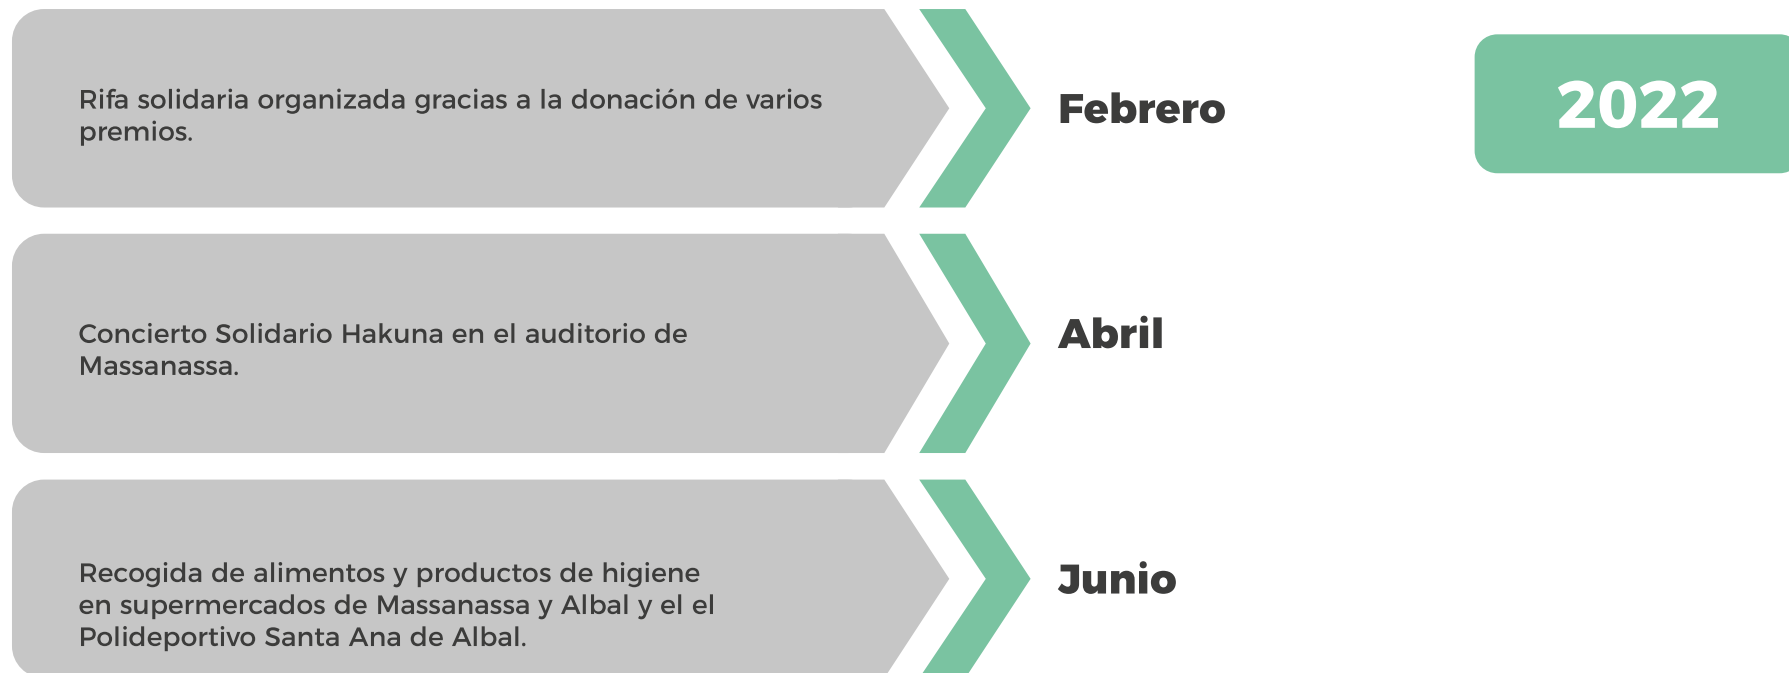 2022
Rifa solidaria organizada gracias a la donación de varios
premios.
Febrero
Concierto Solidario Hakuna en el auditorio de
Massanassa.
Abril
Recogida de alimentos y productos de higiene
en supermercados de Massanassa y Albal y el el
Polideportivo Santa Ana de Albal.
Junio